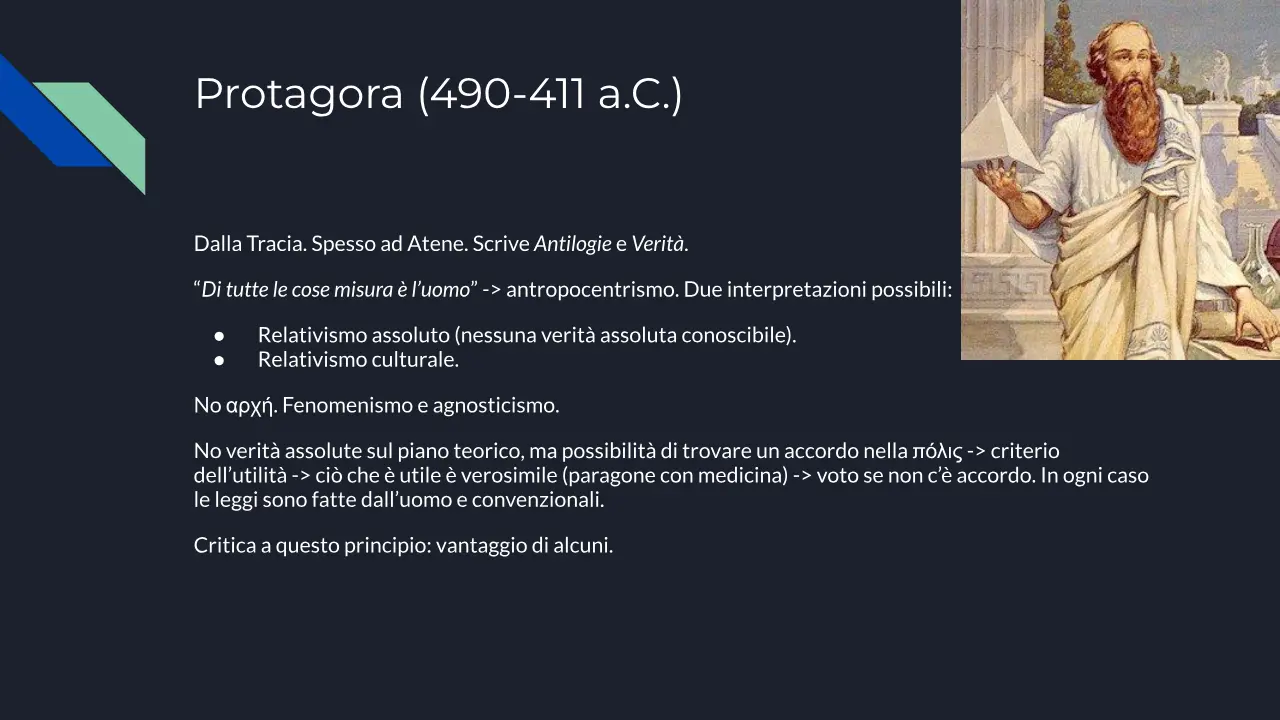 Protagora (490-411 a.C.)
Dalla Tracia. Spesso ad Atene. Scrive Antilogie e Verità.
“Di tutte le cose misura è l’uomo” -> antropocentrismo. Due interpretazioni possibili:
● Relativismo assoluto (nessuna verità assoluta conoscibile).
● Relativismo culturale.
No αρχή. Fenomenismo e agnosticismo.
No verità assolute sul piano teorico, ma possibilità di trovare un accordo nella πόλις -> criterio
dell’utilità -> ciò che è utile è verosimile (paragone con medicina) -> voto se non c’è accordo. In ogni caso
le leggi sono fatte dall’uomo e convenzionali.
Critica a questo principio: vantaggio di alcuni.